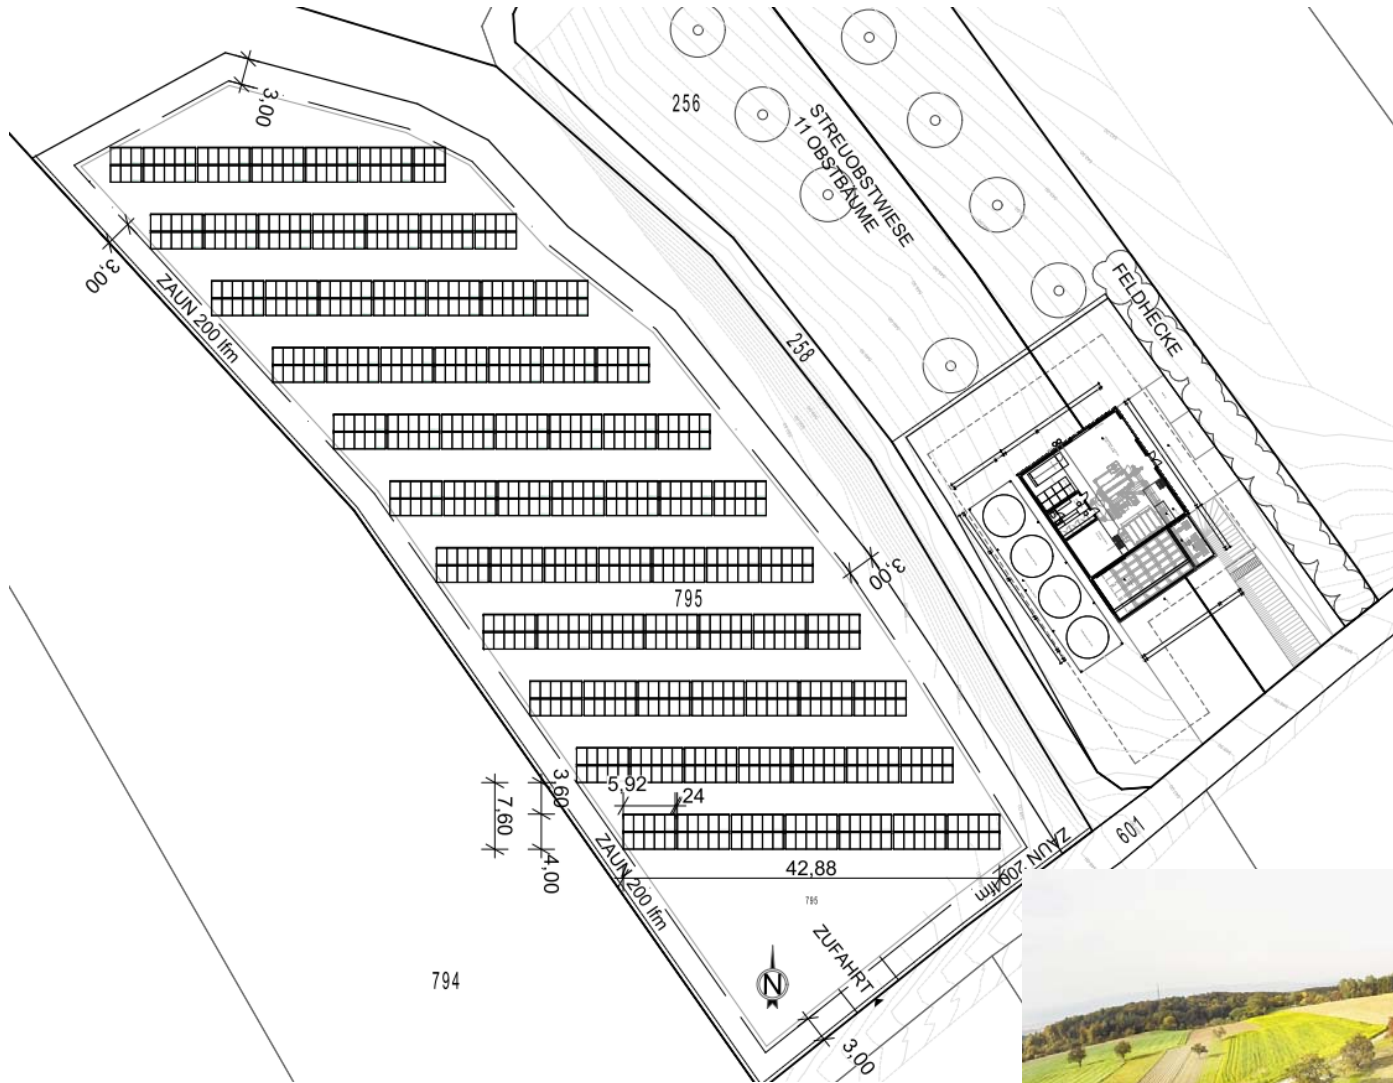 3,00
256
STREUOBSTWIESE
11 OBSTBÄUME
3,00
ZAUN 200 lfm
FELDHECKE
258
3,00
795
5,92
24
3,60
7,60
4,00
ZAUN 200 lfm
42,88
795
ZAUN 200 lfm
601
ZUFAHRT
794
N
3,00